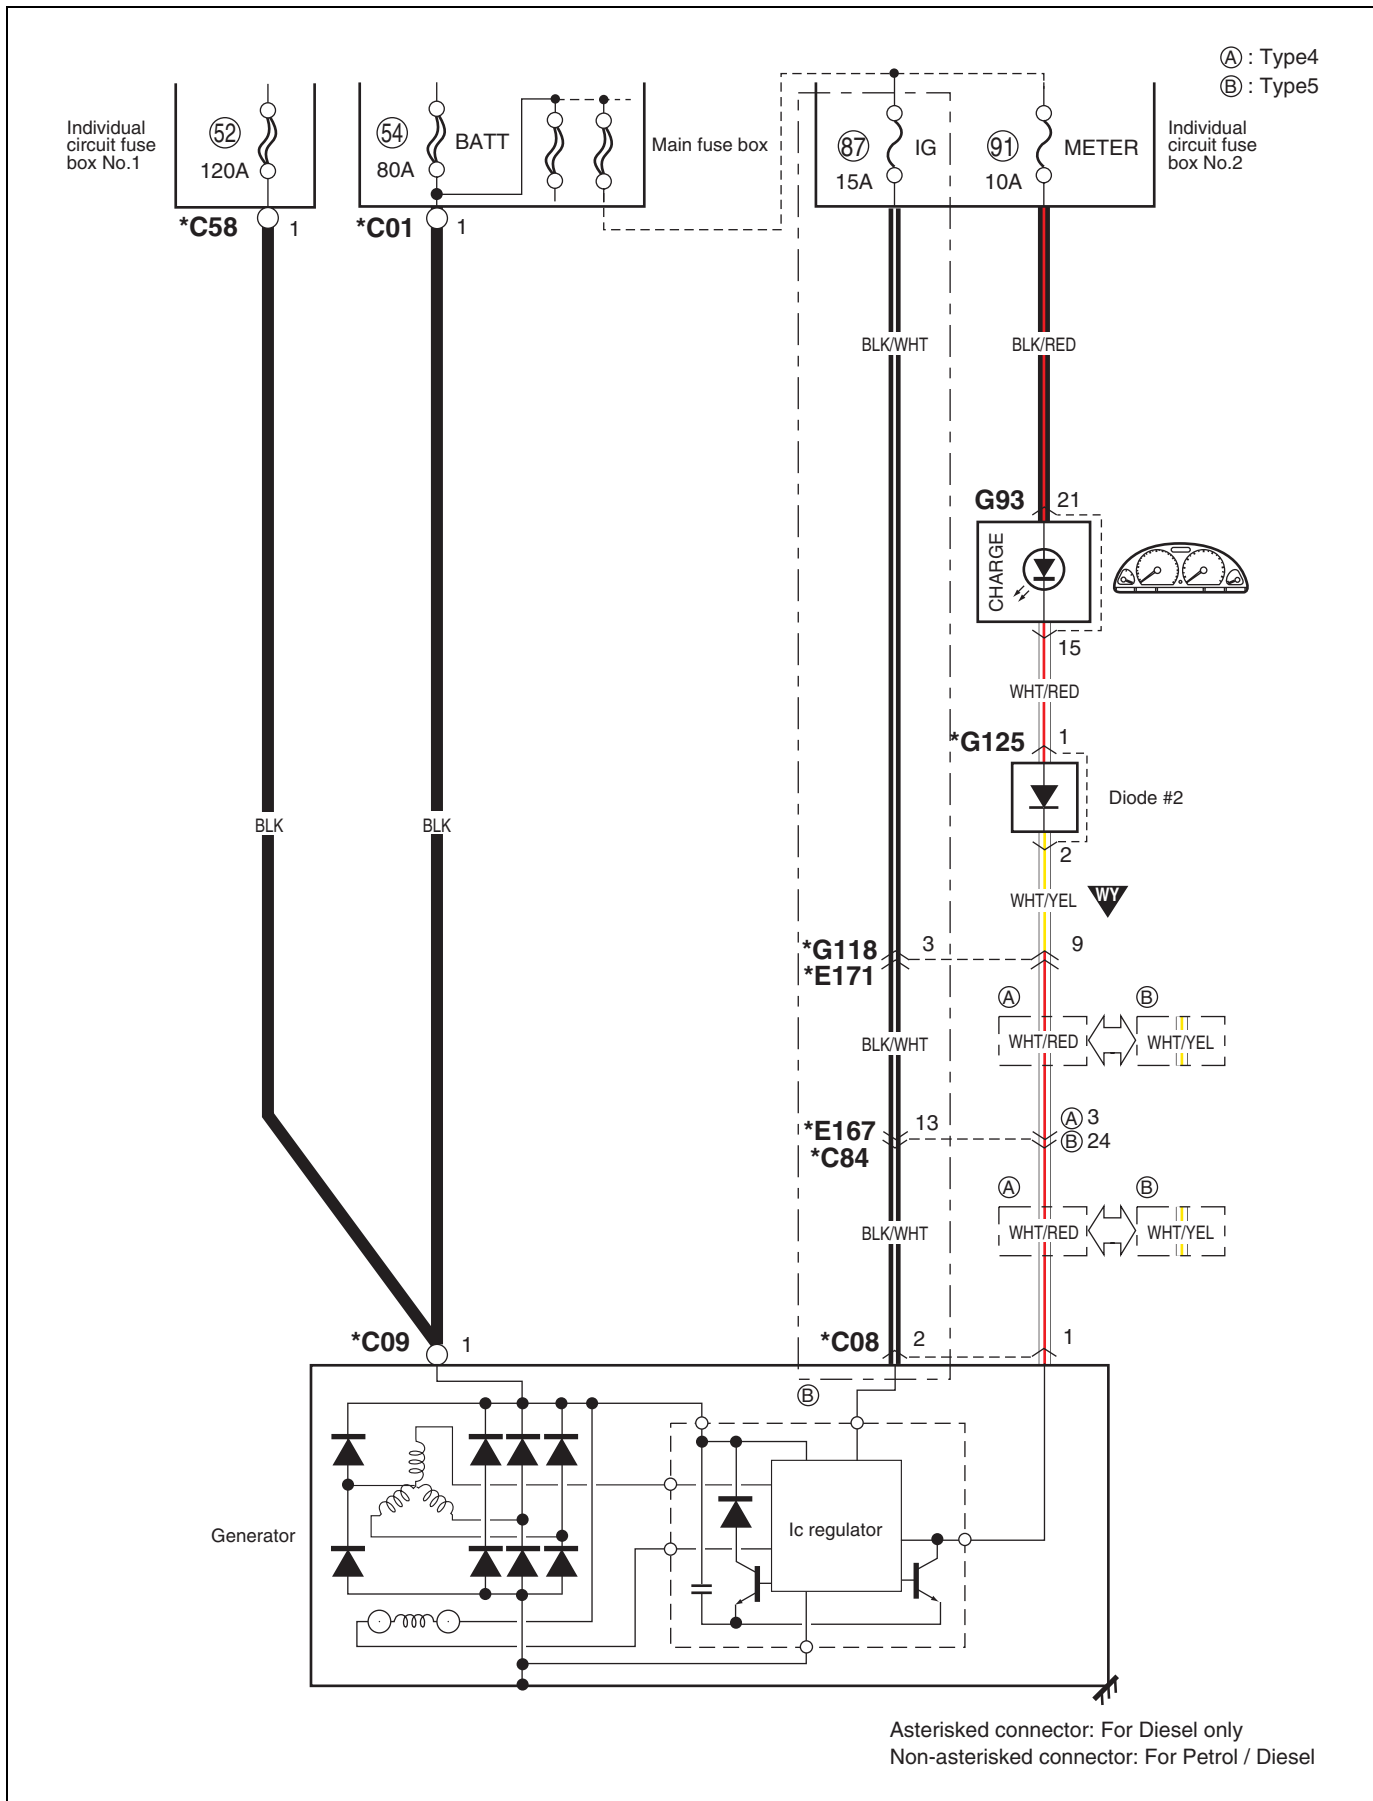 Ⓐ : Type4
Ⓑ : Type5
Individual
circuit fuse
box No.1
52
120A
54
80A
BATT
Main fuse box
87
15A
IG
91
10A
METER
Individual
circuit fuse
box No.2
*C58
1
*C01
1
BLK/WHT
BLK/RED
G93
21
CHARGE
15
WHT/RED
*G125
1
Diode #2
2
BLK
BLK
WHT/YEL
WY
*G118
3
9
*E171
Ⓐ
Ⓑ
BLK/WHT
WHT/RED
WHT/YEL
*E167
13
Ⓐ 3
Ⓑ 24
*C84
Ⓐ
Ⓑ
BLK/WHT
WHT/RED
WHT/YEL
*C09
1
*C08
2
1
Ⓑ
Generator
Ic regulator
Asterisked connector: For Diesel only
Non-asterisked connector: For Petrol / Diesel